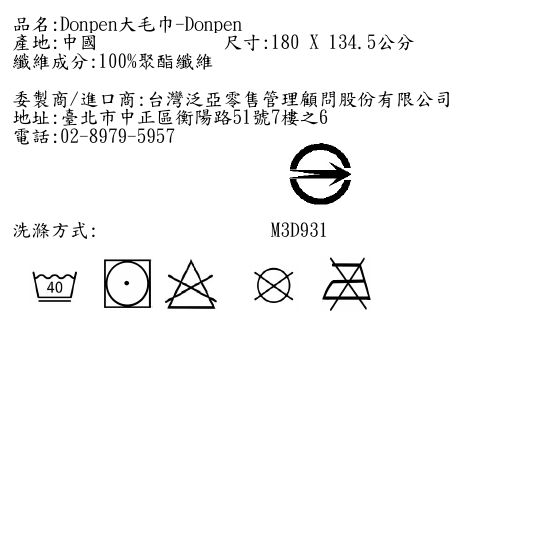 品名:Donpen大毛巾-Donpen
產地:中國 尺寸:180 X 134.5公分
纖維成分:100%聚酯纖維
委製商/進口商:台灣泛亞零售管理顧問股份有限公司
地址:臺北市中正區衡陽路51號7樓之6
電話:02-8979-5957
洗滌方式: M3D931
40